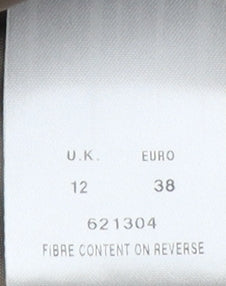 U.K. EURO
12 38
621304
FIBRE CONTENT ON REVERSE